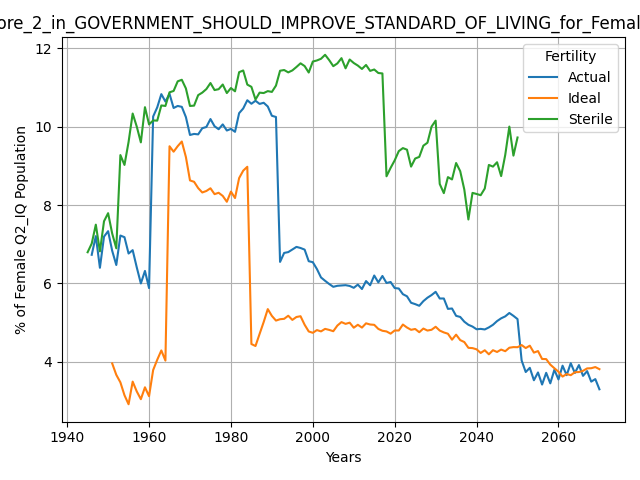 ore_2_in_GOVERNMENT_SHOULD_IMPROVE_STANDARD_OF_LIVING_for_Femal
% of Female Q2_IQ Population
12
10
8
6
4
Fertility
Actual
Ideal
Sterile
1940 1960 1980 2000 2020 2040 2060
Years